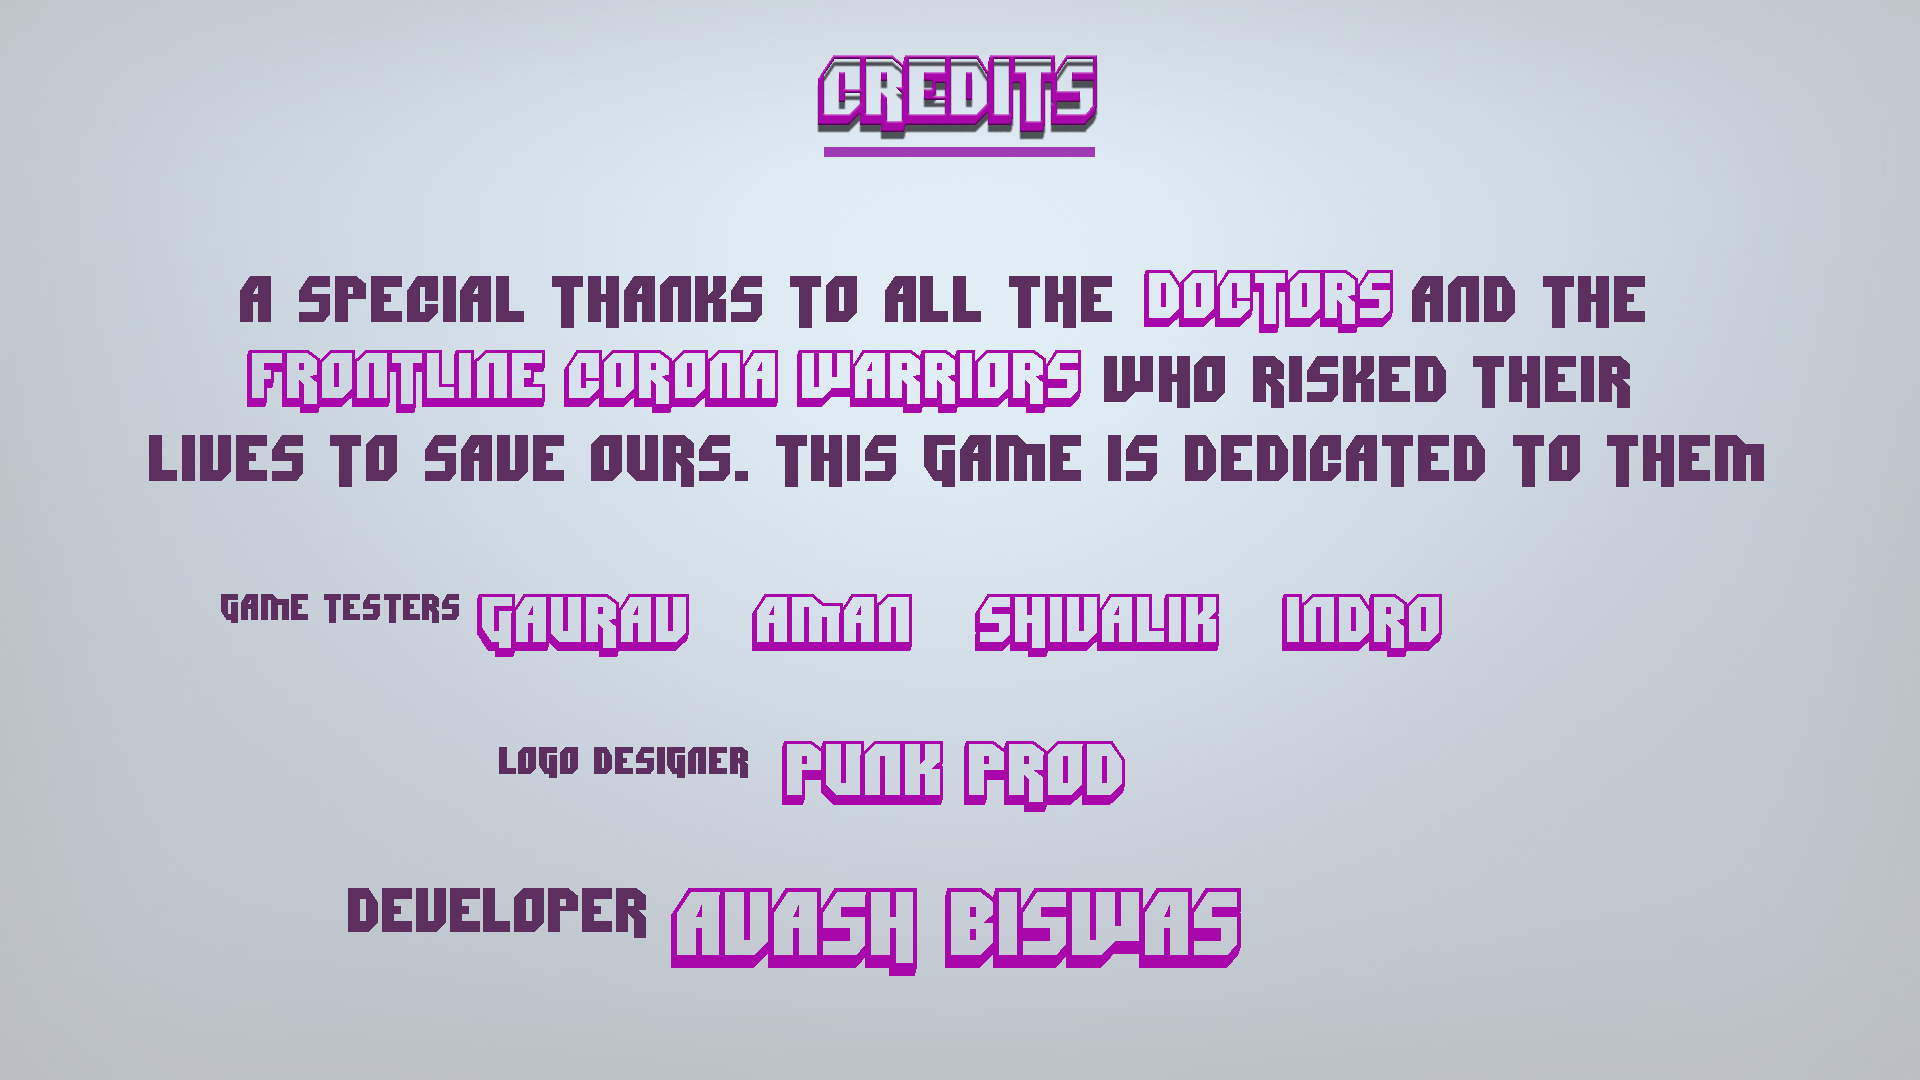 CREDITS
A SPECIAL THANKS TO ALL THE DOCTORS AND THE
FRONTLINE CORONA WARRIORS WHO RISKED THEIR
LIVES TO SAVE OURS. THIS GAME IS DEDICATED TO THEM
GAME TESTERS GAURAV AMAN SHIVALIK INDRO
LOGO DESIGNER PUNK PROD
DEVELOPER AVASH BISWAS